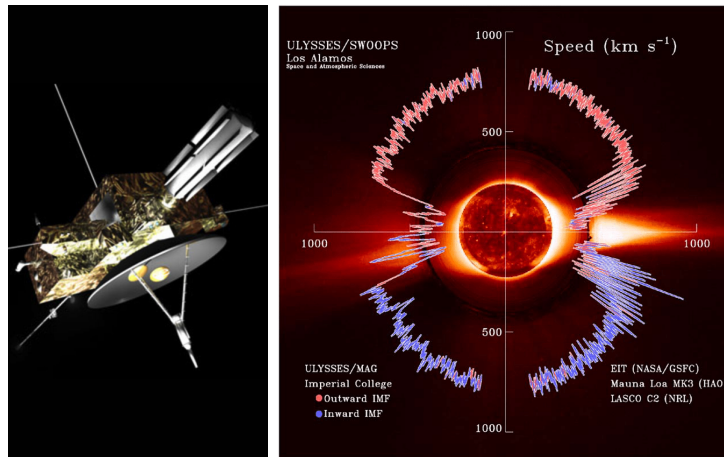 ULYSSES/SWOOPS
Los Alamos
Space and Atmospheric Sciences
1000
Speed (km s⁻¹)
500
1000
1000
500
ULYSSES/MAG
Imperial College
Outward IMF
Inward IMF
EIT (NASA/GSFC)
Mauna Loa MK3 (HAO
LASCO C2 (NRL)
1000